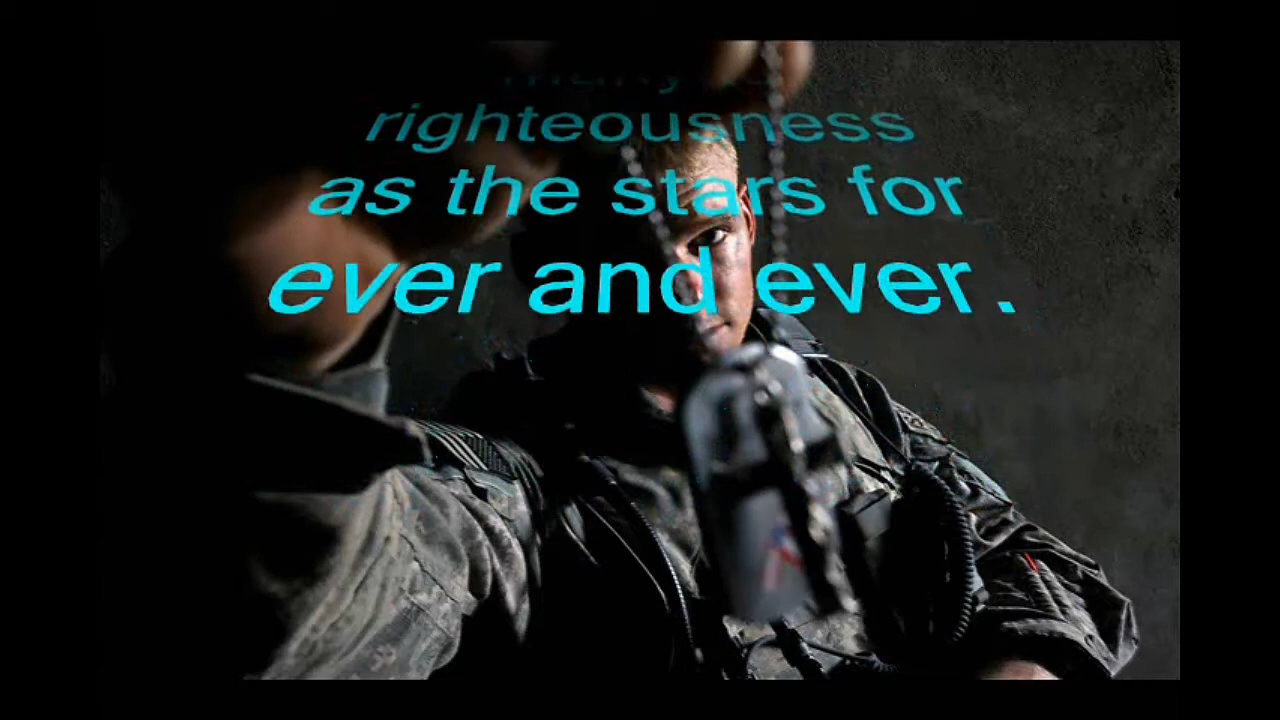 righteousness
as the stars for
ever and ever.